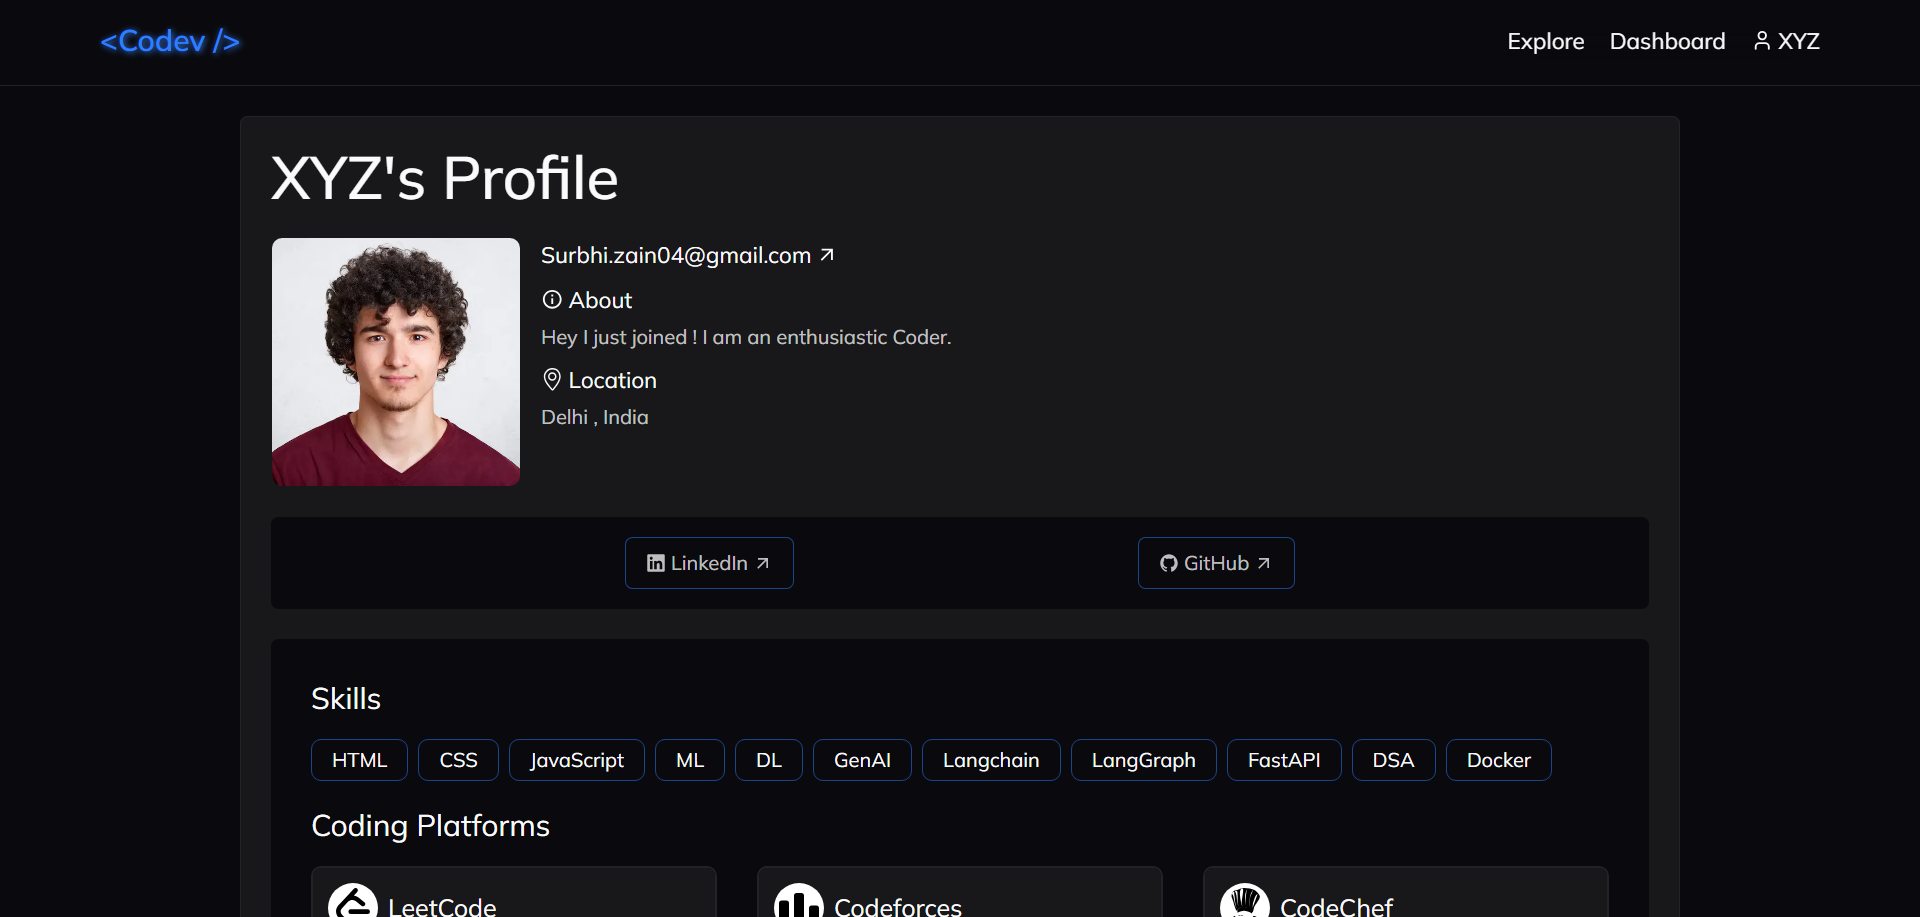 <Codev />
Explore Dashboard XYZ
XYZ's Profile
Surbhi.zain04@gmail.com
About
Hey I just joined ! I am an enthusiastic Coder.
Location
Delhi , India
LinkedIn GitHub
Skills
HTML CSS JavaScript ML DL GenAI Langchain LangGraph FastAPI DSA Docker
Coding Platforms
LeetCode Codeforces CodeChef